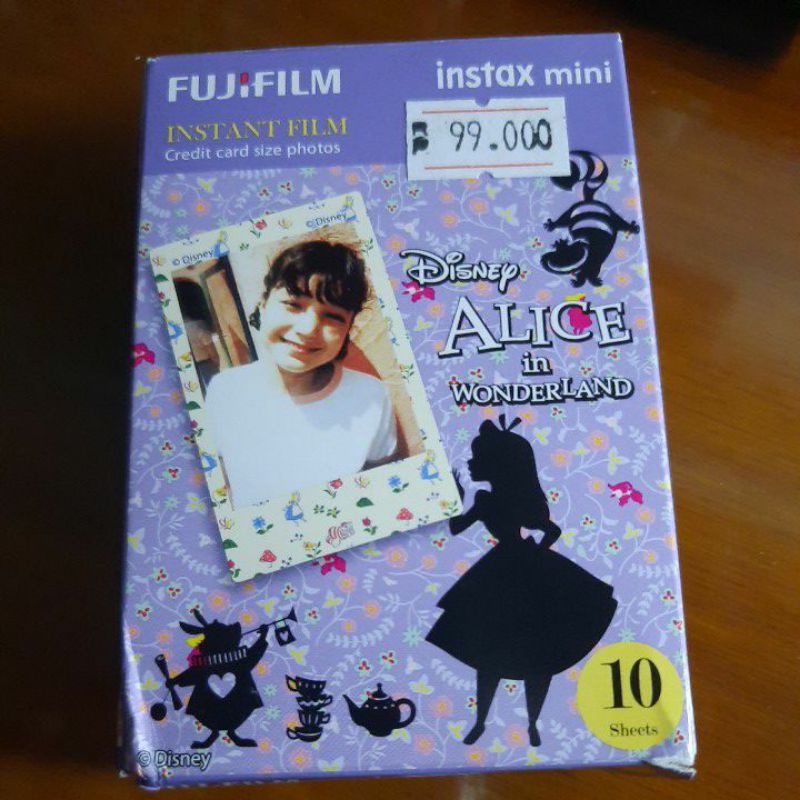 FUJIFILM
instax mini
INSTANT FILM
Credit card size photos
99.000
© Disney
© Disney
Disney
ALICE
in
WONDERLAND
10
Sheets
© Disney